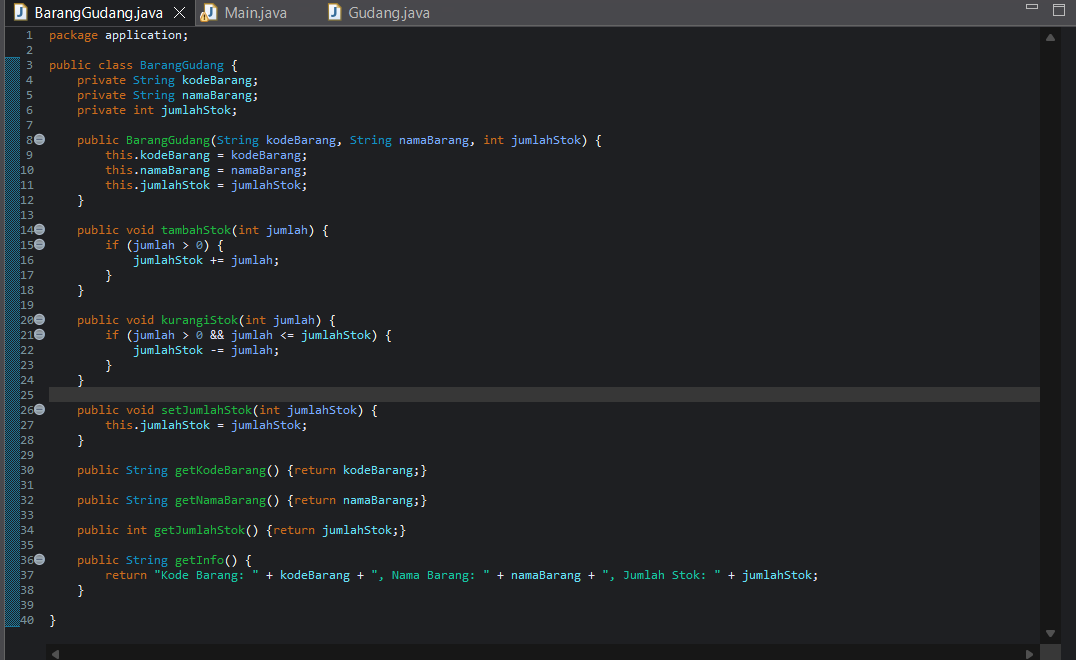 BarangGudang.java Main.java Gudang.java
1 package application;
2
3 public class BarangGudang {
4     private String kodeBarang;
5     private String namaBarang;
6     private int jumlahStok;
7
8     public BarangGudang(String kodeBarang, String namaBarang, int jumlahStok) {
9         this.kodeBarang = kodeBarang;
10         this.namaBarang = namaBarang;
11         this.jumlahStok = jumlahStok;
12     }
13
14     public void tambahStok(int jumlah) {
15         if (jumlah > 0) {
16             jumlahStok += jumlah;
17         }
18     }
19
20     public void kurangiStok(int jumlah) {
21         if (jumlah > 0 && jumlah <= jumlahStok) {
22             jumlahStok -= jumlah;
23         }
24     }
25
26     public void setJumlahStok(int jumlahStok) {
27         this.jumlahStok = jumlahStok;
28     }
29
30     public String getKodeBarang() {return kodeBarang;}
31
32     public String getNamaBarang() {return namaBarang;}
33
34     public int getJumlahStok() {return jumlahStok;}
35
36     public String getInfo() {
37         return "Kode Barang: " + kodeBarang + ", Nama Barang: " + namaBarang + ", Jumlah Stok: " + jumlahStok;
38     }
39
40 }